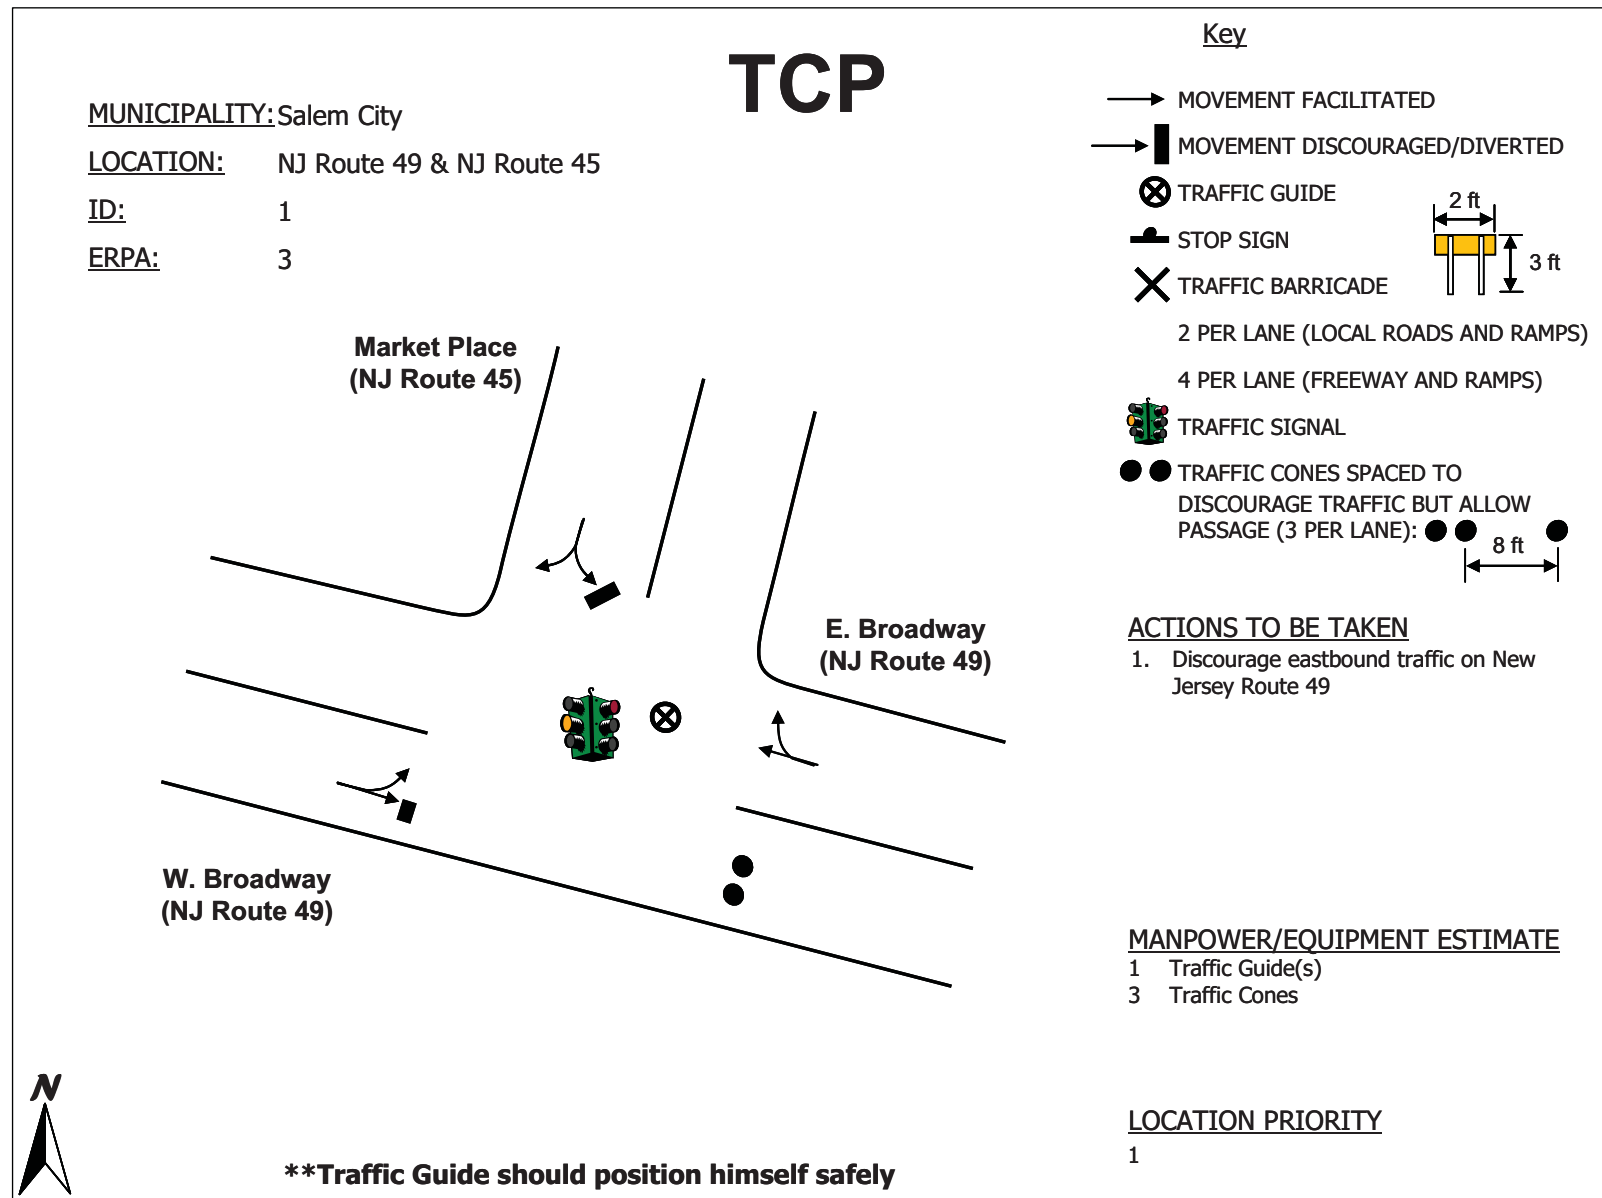 TCP
MUNICIPALITY: Salem City
LOCATION: NJ Route 49 & NJ Route 45
ID: 1
ERPA: 3
Key
MOVEMENT FACILITATED
MOVEMENT DISCOURAGED/DIVERTED
TRAFFIC GUIDE
2 ft
STOP SIGN
3 ft
TRAFFIC BARRICADE
2 PER LANE (LOCAL ROADS AND RAMPS)
4 PER LANE (FREEWAY AND RAMPS)
TRAFFIC SIGNAL
TRAFFIC CONES SPACED TO
DISCOURAGE TRAFFIC BUT ALLOW
PASSAGE (3 PER LANE):
8 ft
Market Place
(NJ Route 45)
E. Broadway
(NJ Route 49)
W. Broadway
(NJ Route 49)
ACTIONS TO BE TAKEN
1. Discourage eastbound traffic on New
Jersey Route 49
MANPOWER/EQUIPMENT ESTIMATE
1 Traffic Guide(s)
3 Traffic Cones
LOCATION PRIORITY
1
N
**Traffic Guide should position himself safely